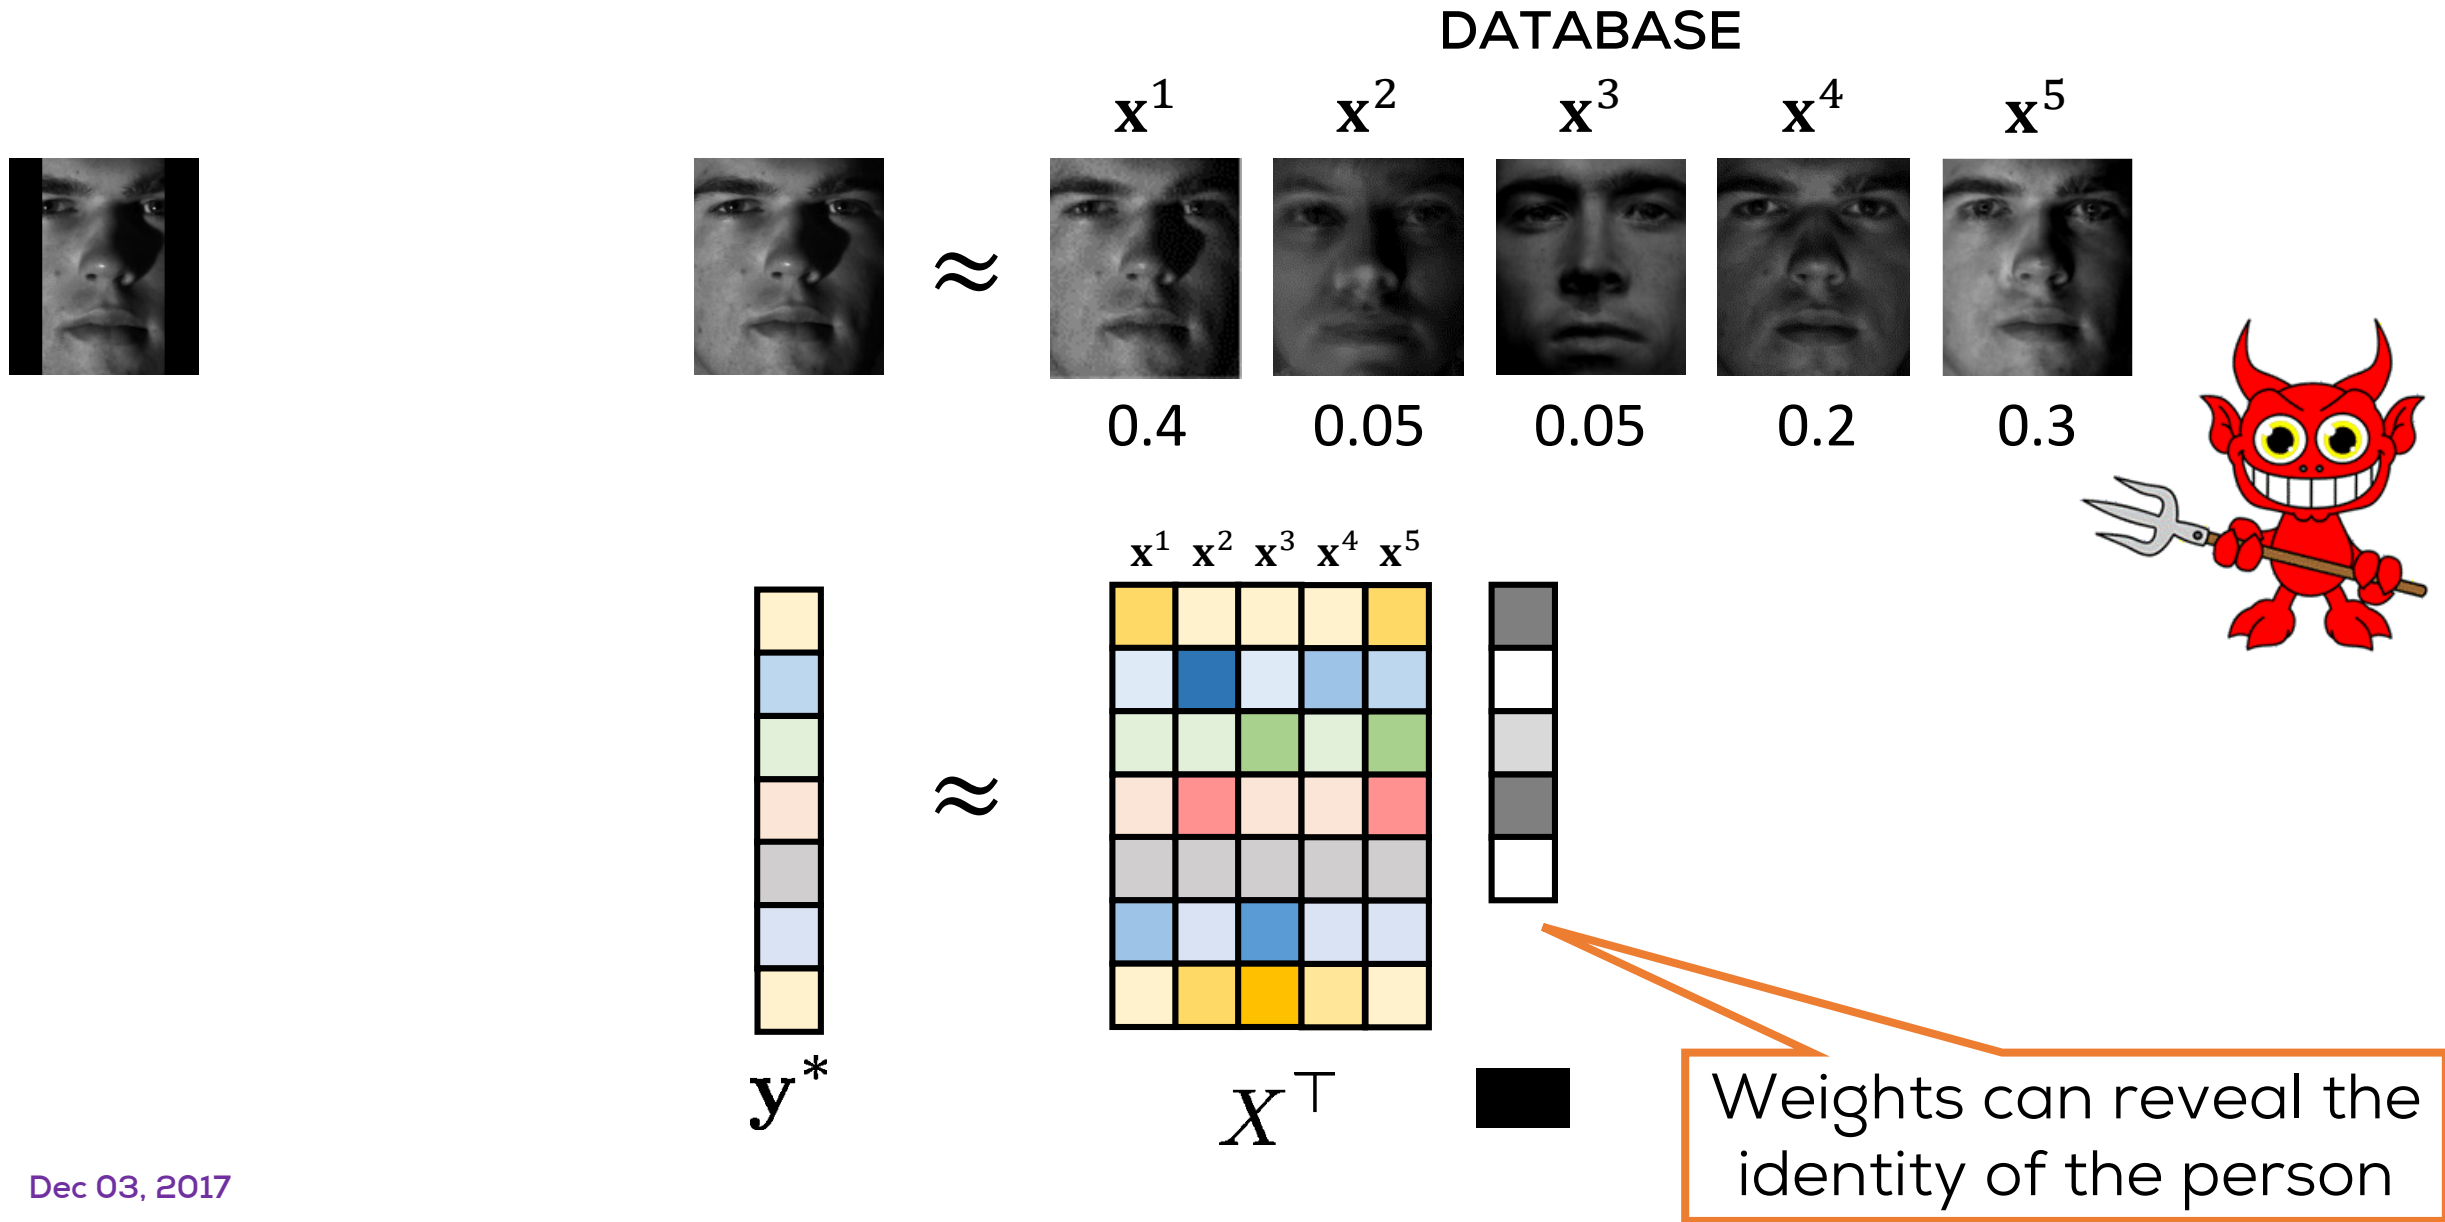 DATABASE
x¹ x² x³ x⁴ x⁵
≈
0.4 0.05 0.05 0.2 0.3
x¹ x² x³ x⁴ x⁵
≈
y* X⊤
Weights can reveal the
identity of the person
Dec 03, 2017